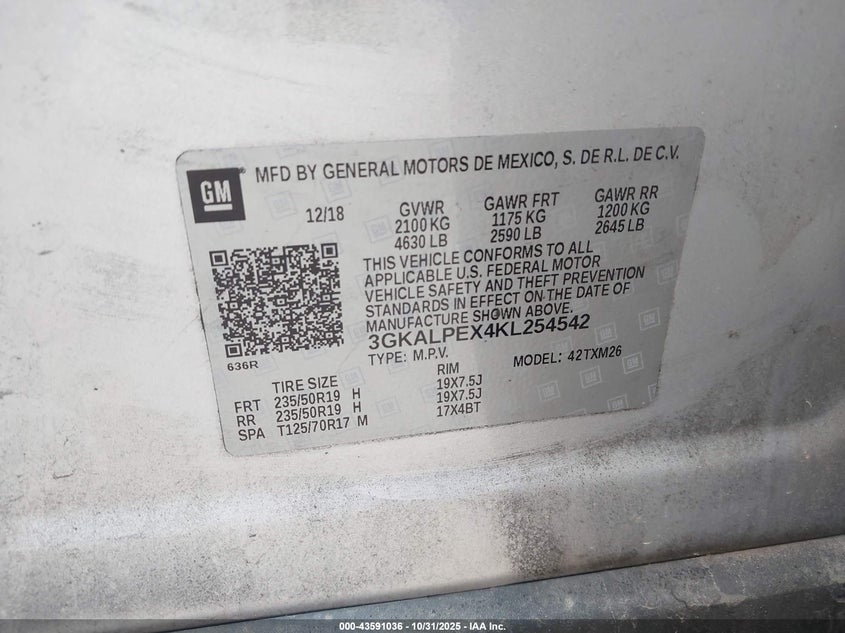 GM
MFD BY GENERAL MOTORS DE MEXICO, S. DE R.L. DE C.V.
12/18
GVWR
2100 KG
4630 LB
GAWR FRT
1175 KG
2590 LB
GAWR RR
1200 KG
2645 LB
THIS VEHICLE CONFORMS TO ALL
APPLICABLE U.S. FEDERAL MOTOR
VEHICLE SAFETY AND THEFT PREVENTION
STANDARDS IN EFFECT ON THE DATE OF
MANUFACTURE SHOWN ABOVE.
3GKALPEX4KL254542
636R
TYPE: M.P.V.
MODEL: 42TXM26
TIRE SIZE
RIM
FRT 235/50R19 H 19X7.5J
RR 235/50R19 H 19X7.5J
SPA T125/70R17 M 17X4BT
000-43591036 - 10/31/2025 - IAA Inc.